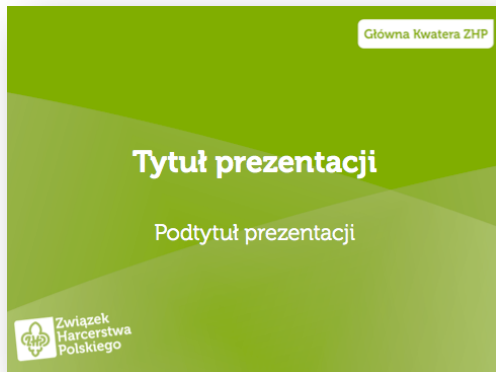 Główna Kwatera ZHP
Tytuł prezentacji
Podtytuł prezentacji
Związek
Harcerstwa
Polskiego